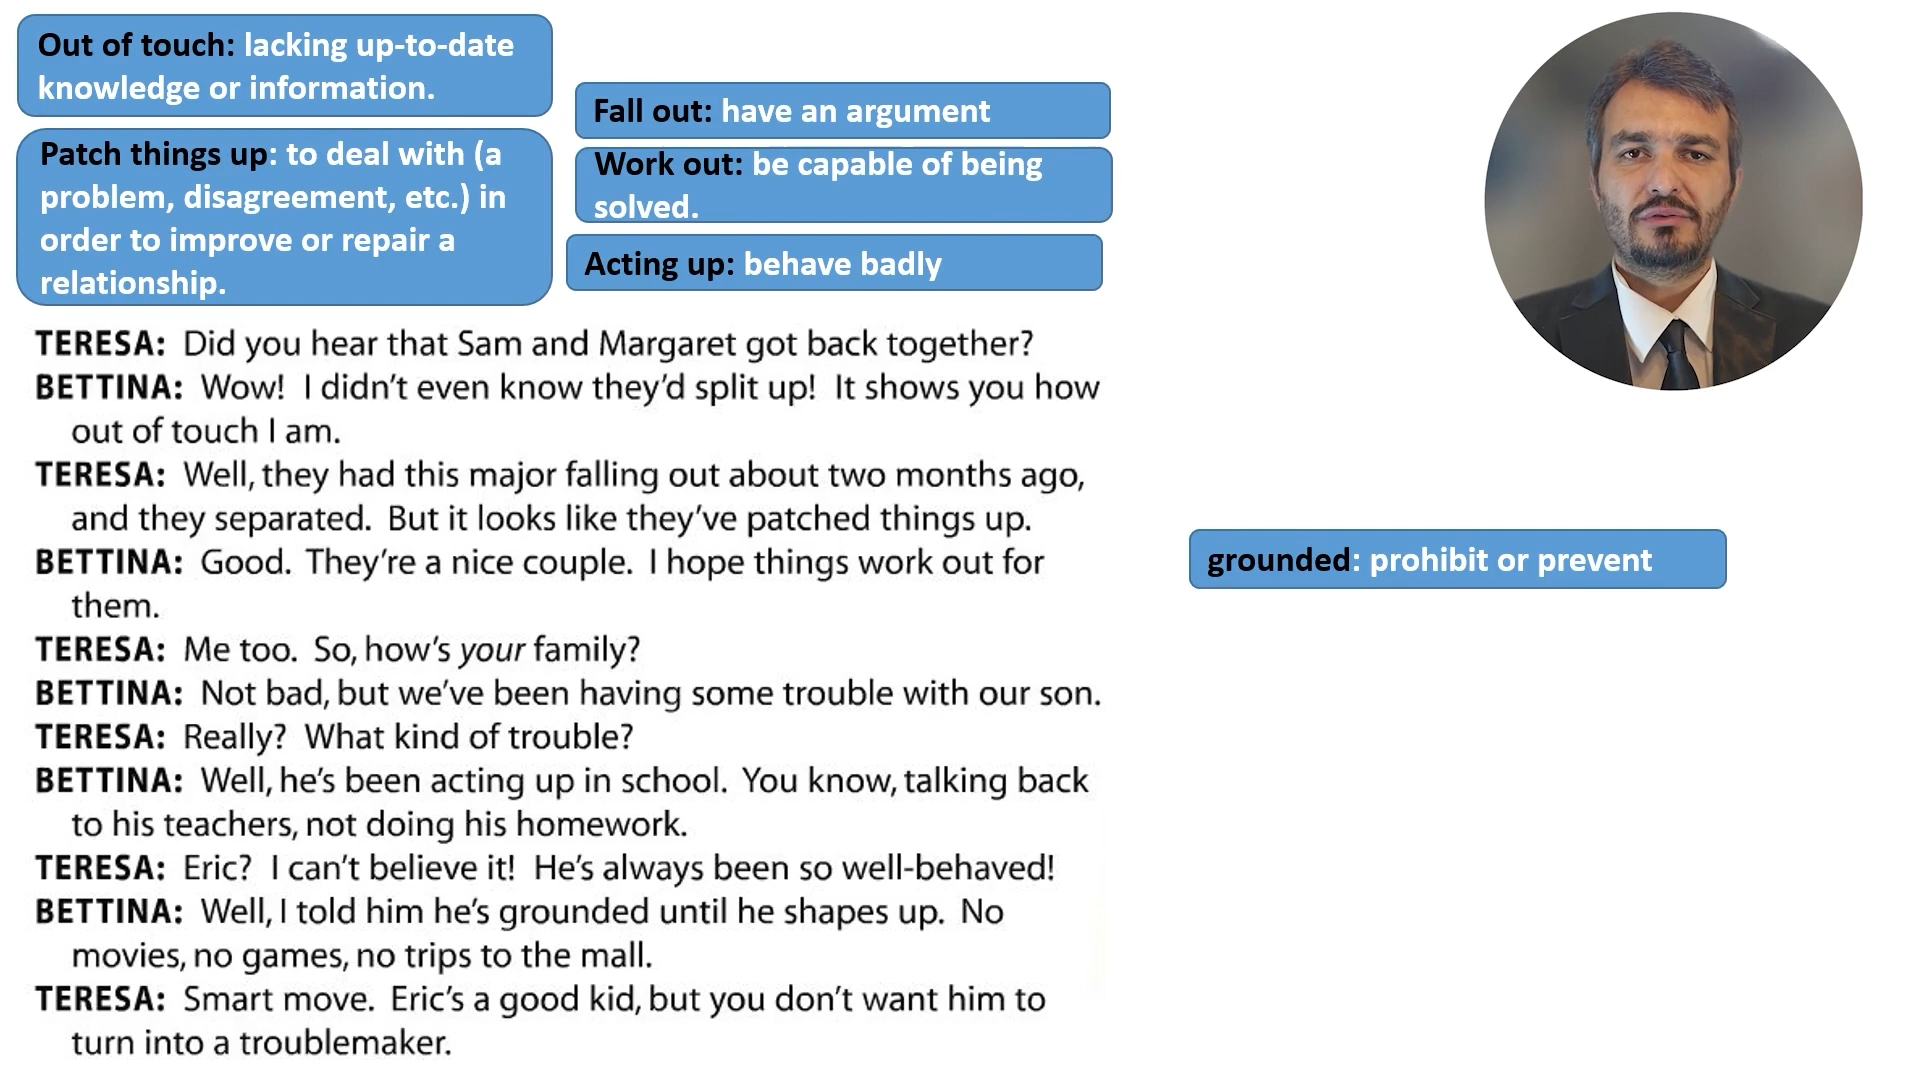 Out of touch: lacking up-to-date
knowledge or information.
Patch things up: to deal with (a
problem, disagreement, etc.) in
order to improve or repair a
relationship.
Fall out: have an argument
Work out: be capable of being
solved.
Acting up: behave badly
TERESA: Did you hear that Sam and Margaret got back together?
BETTINA: Wow! I didn't even know they'd split up! It shows you how
out of touch I am.
TERESA: Well, they had this major falling out about two months ago,
and they separated. But it looks like they've patched things up.
BETTINA: Good. They're a nice couple. I hope things work out for
them.
TERESA: Me too. So, how's your family?
BETTINA: Not bad, but we've been having some trouble with our son.
TERESA: Really? What kind of trouble?
BETTINA: Well, he's been acting up in school. You know, talking back
to his teachers, not doing his homework.
TERESA: Eric? I can't believe it! He's always been so well-behaved!
BETTINA: Well, I told him he's grounded until he shapes up. No
movies, no games, no trips to the mall.
TERESA: Smart move. Eric's a good kid, but you don't want him to
turn into a troublemaker.
grounded: prohibit or prevent